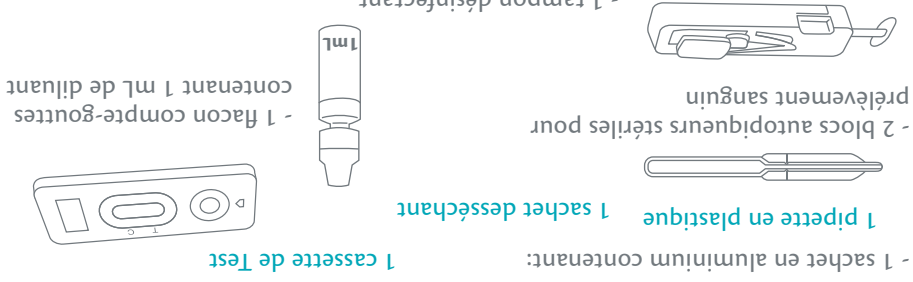 - 1 sachet en aluminium contenant:
1 pipette en plastique
1 sachet desséchant
1 cassette de Test
T
C
- 2 blocs autopiqueurs stériles pour
prélèvement sanguin
- 1 flacon compte-gouttes
contenant 1 mL de diluant
1mL
- 1 tampon désinfectant